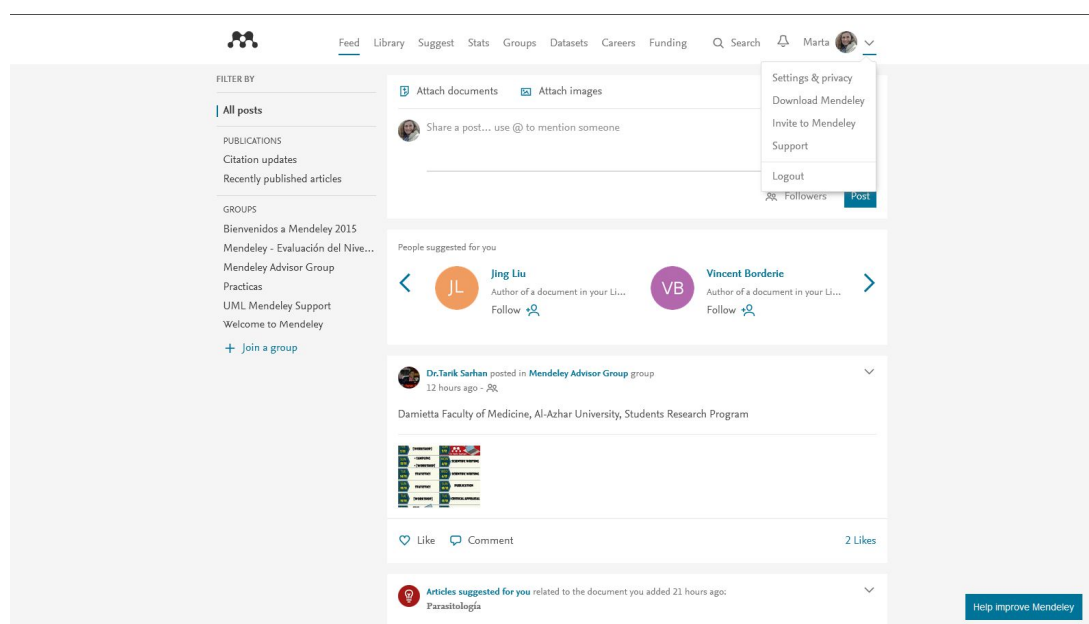 Feed Library Suggest Stats Groups Datasets Careers Funding Search Marta
Settings & privacy
Download Mendeley
Invite to Mendeley
Support
Logout
FILTER BY
All posts
PUBLICATIONS
Citation updates
Recently published articles
GROUPS
Bienvenidos a Mendeley 2015
Mendeley - Evaluación del Nive...
Mendeley Advisor Group
Practicas
UML Mendeley Support
Welcome to Mendeley
+ Join a group
Attach documents Attach images
Share a post... use @ to mention someone
Followers Post
People suggested for you
JL
Jing Liu
Author of a document in your Li...
Follow
VB
Vincent Borderie
Author of a document in your Li...
Follow
Dr.Tarik Sarhan posted in Mendeley Advisor Group group
12 hours ago -
Damietta Faculty of Medicine, Al-Azhar University, Students Research Program
Like Comment 2 Likes
Articles suggested for you related to the document you added 21 hours ago:
Parasitología
Help improve Mendeley